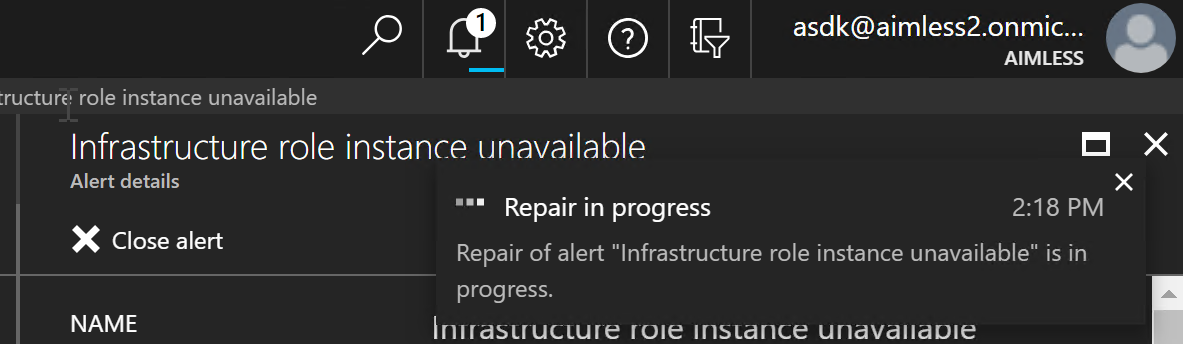 1
asdk@aimless2.onmic...
AIMLESS
tructure role instance unavailable
Infrastructure role instance unavailable
Alert details
Repair in progress
2:18 PM
Close alert
Repair of alert "Infrastructure role instance unavailable" is in
progress.
NAME
Infrastructure role instance unavailable